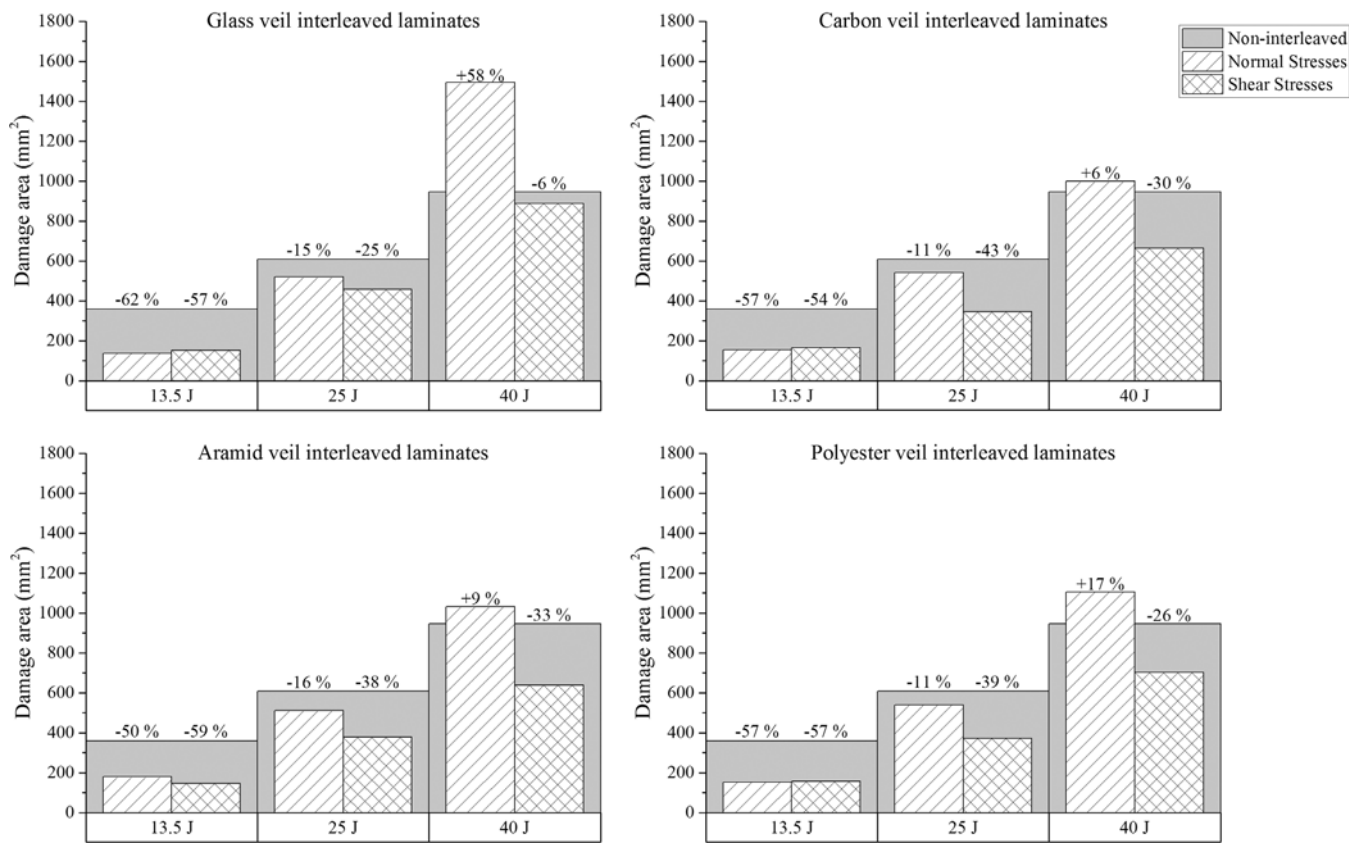 Glass veil interleaved laminates
Damage area (mm²)
1800
1600
1400
1200
1000
800
600
400
200
0
-62 %
-57 %
-15 %
-25 %
+58 %
-6 %
13.5 J
25 J
40 J
Carbon veil interleaved laminates
Damage area (mm²)
1800
1600
1400
1200
1000
800
600
400
200
0
-57 %
-54 %
-11 %
-43 %
+6 %
-30 %
13.5 J
25 J
40 J
Non-interleaved
Normal Stresses
Shear Stresses
Aramid veil interleaved laminates
Damage area (mm²)
1800
1600
1400
1200
1000
800
600
400
200
0
-50 %
-59 %
-16 %
-38 %
+9 %
-33 %
13.5 J
25 J
40 J
Polyester veil interleaved laminates
Damage area (mm²)
1800
1600
1400
1200
1000
800
600
400
200
0
-57 %
-57 %
-11 %
-39 %
+17 %
-26 %
13.5 J
25 J
40 J